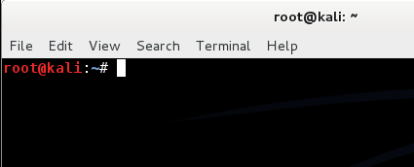 root@kali: ~
File Edit View Search Terminal Help
root@kali:~#